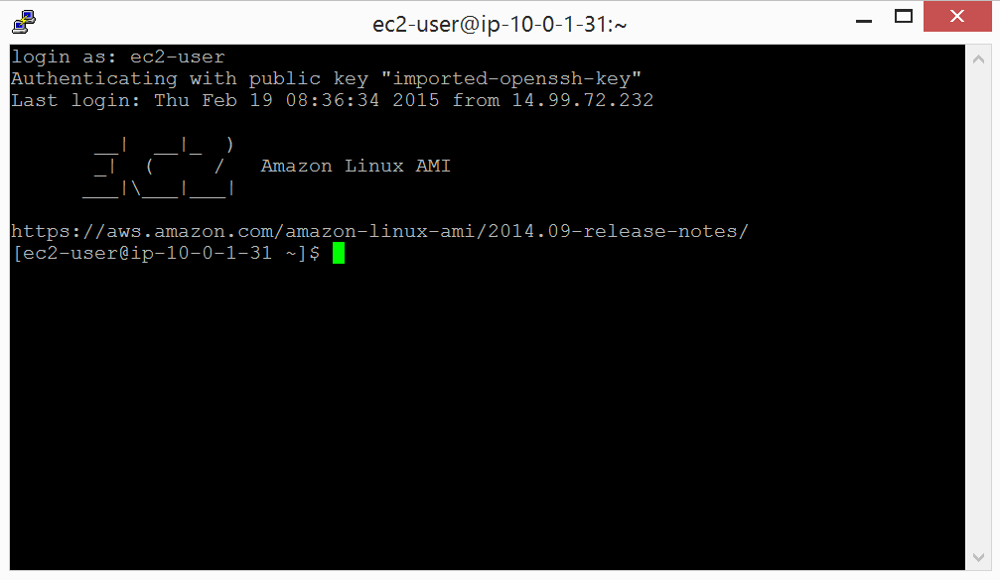 ec2-user@ip-10-0-1-31:~
login as: ec2-user
Authenticating with public key "imported-openssh-key"
Last login: Thu Feb 19 08:36:34 2015 from 14.99.72.232
       __|  __|_  )
       _|  (     /   Amazon Linux AMI
      ___|\___|___|
https://aws.amazon.com/amazon-linux-ami/2014.09-release-notes/
[ec2-user@ip-10-0-1-31 ~]$